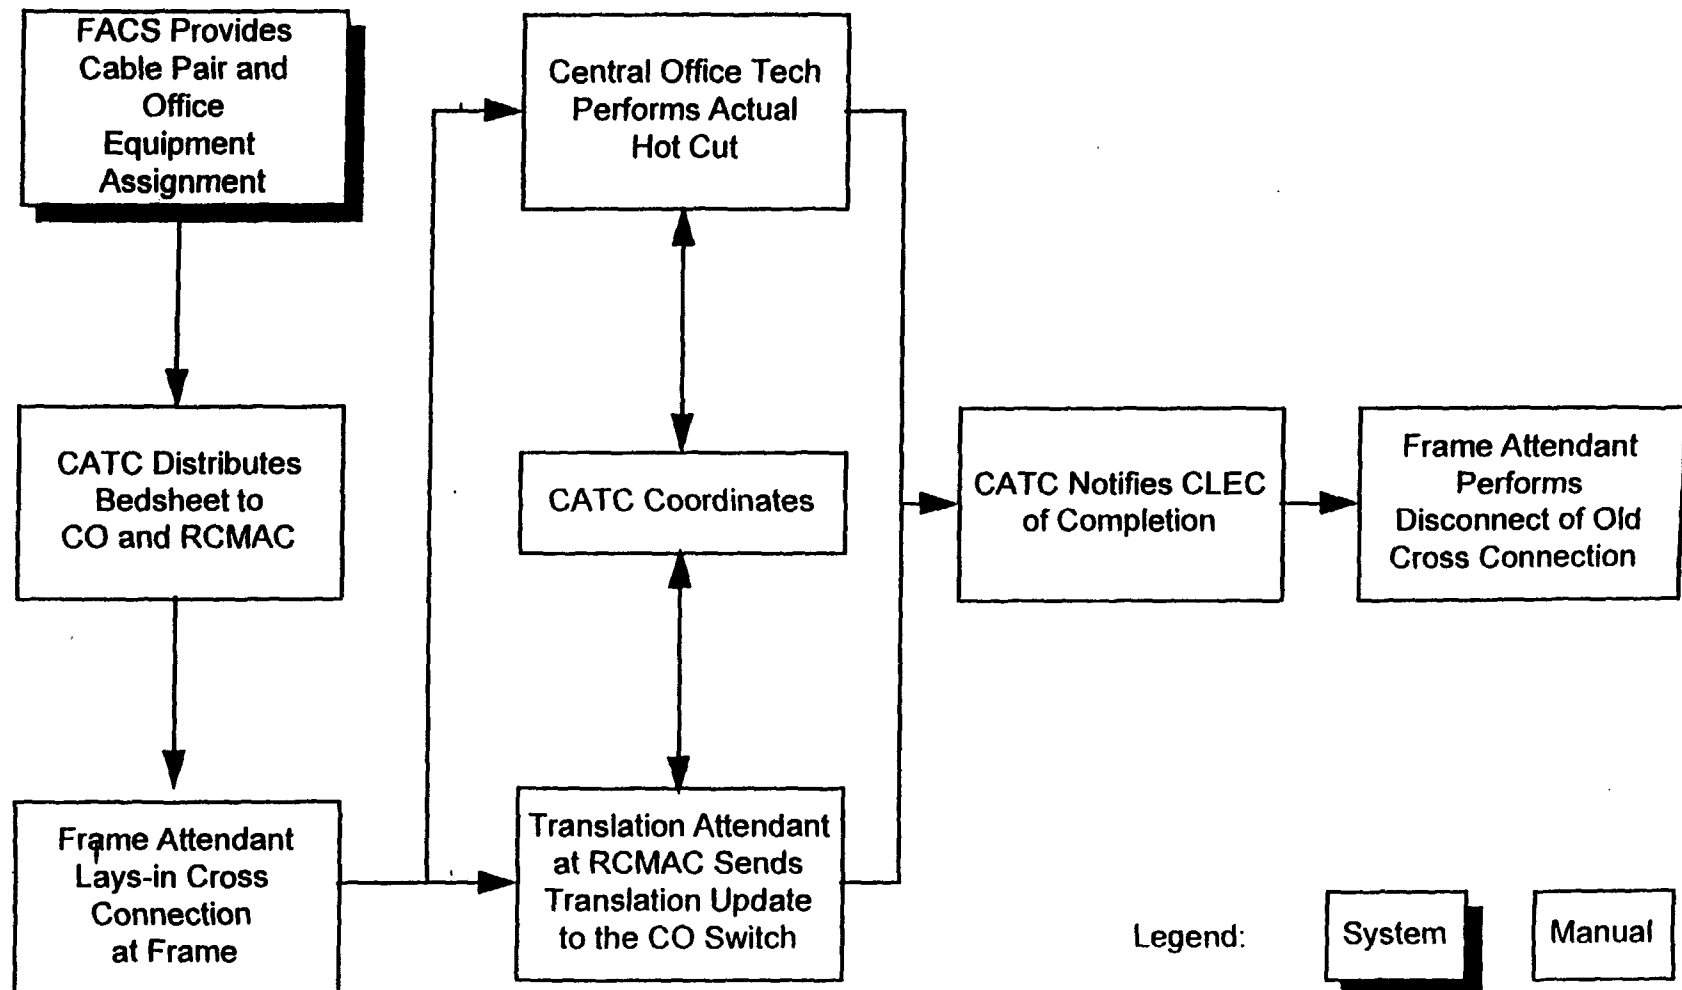 FACS Provides
Cable Pair and
Office
Equipment
Assignment
CATC Distributes
Bedsheet to
CO and RCMAC
Frame Attendant
Lays-in Cross
Connection
at Frame
Central Office Tech
Performs Actual
Hot Cut
CATC Coordinates
Translation Attendant
at RCMAC Sends
Translation Update
to the CO Switch
CATC Notifies CLEC
of Completion
Frame Attendant
Performs
Disconnect of Old
Cross Connection
Legend:
System
Manual